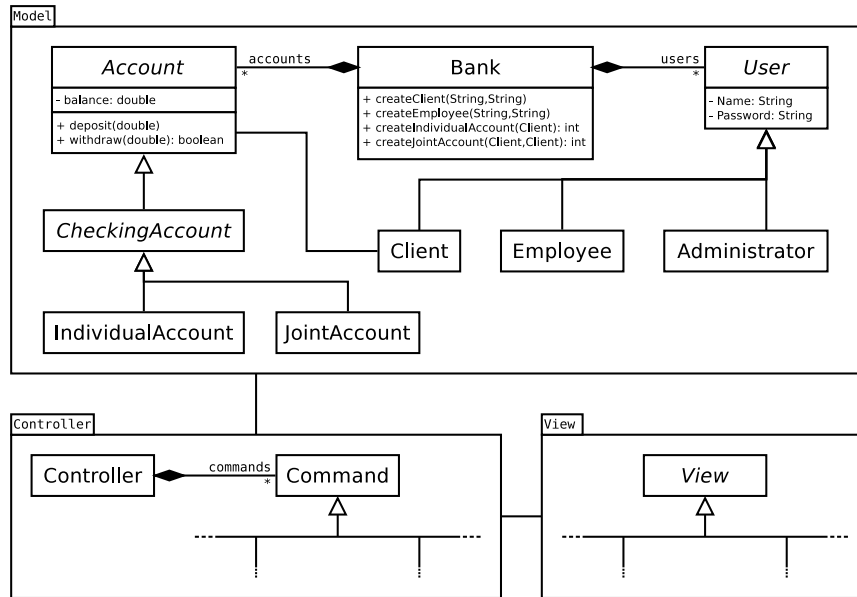 Model
Account
- balance: double
+ deposit(double)
+ withdraw(double): boolean
accounts
*
Bank
+ createClient(String,String)
+ createEmployee(String,String)
+ createIndividualAccount(Client): int
+ createJointAccount(Client,Client): int
users
*
User
- Name: String
- Password: String
CheckingAccount
Client
Employee
Administrator
IndividualAccount
JointAccount
Controller
Controller
commands
*
Command
View
View